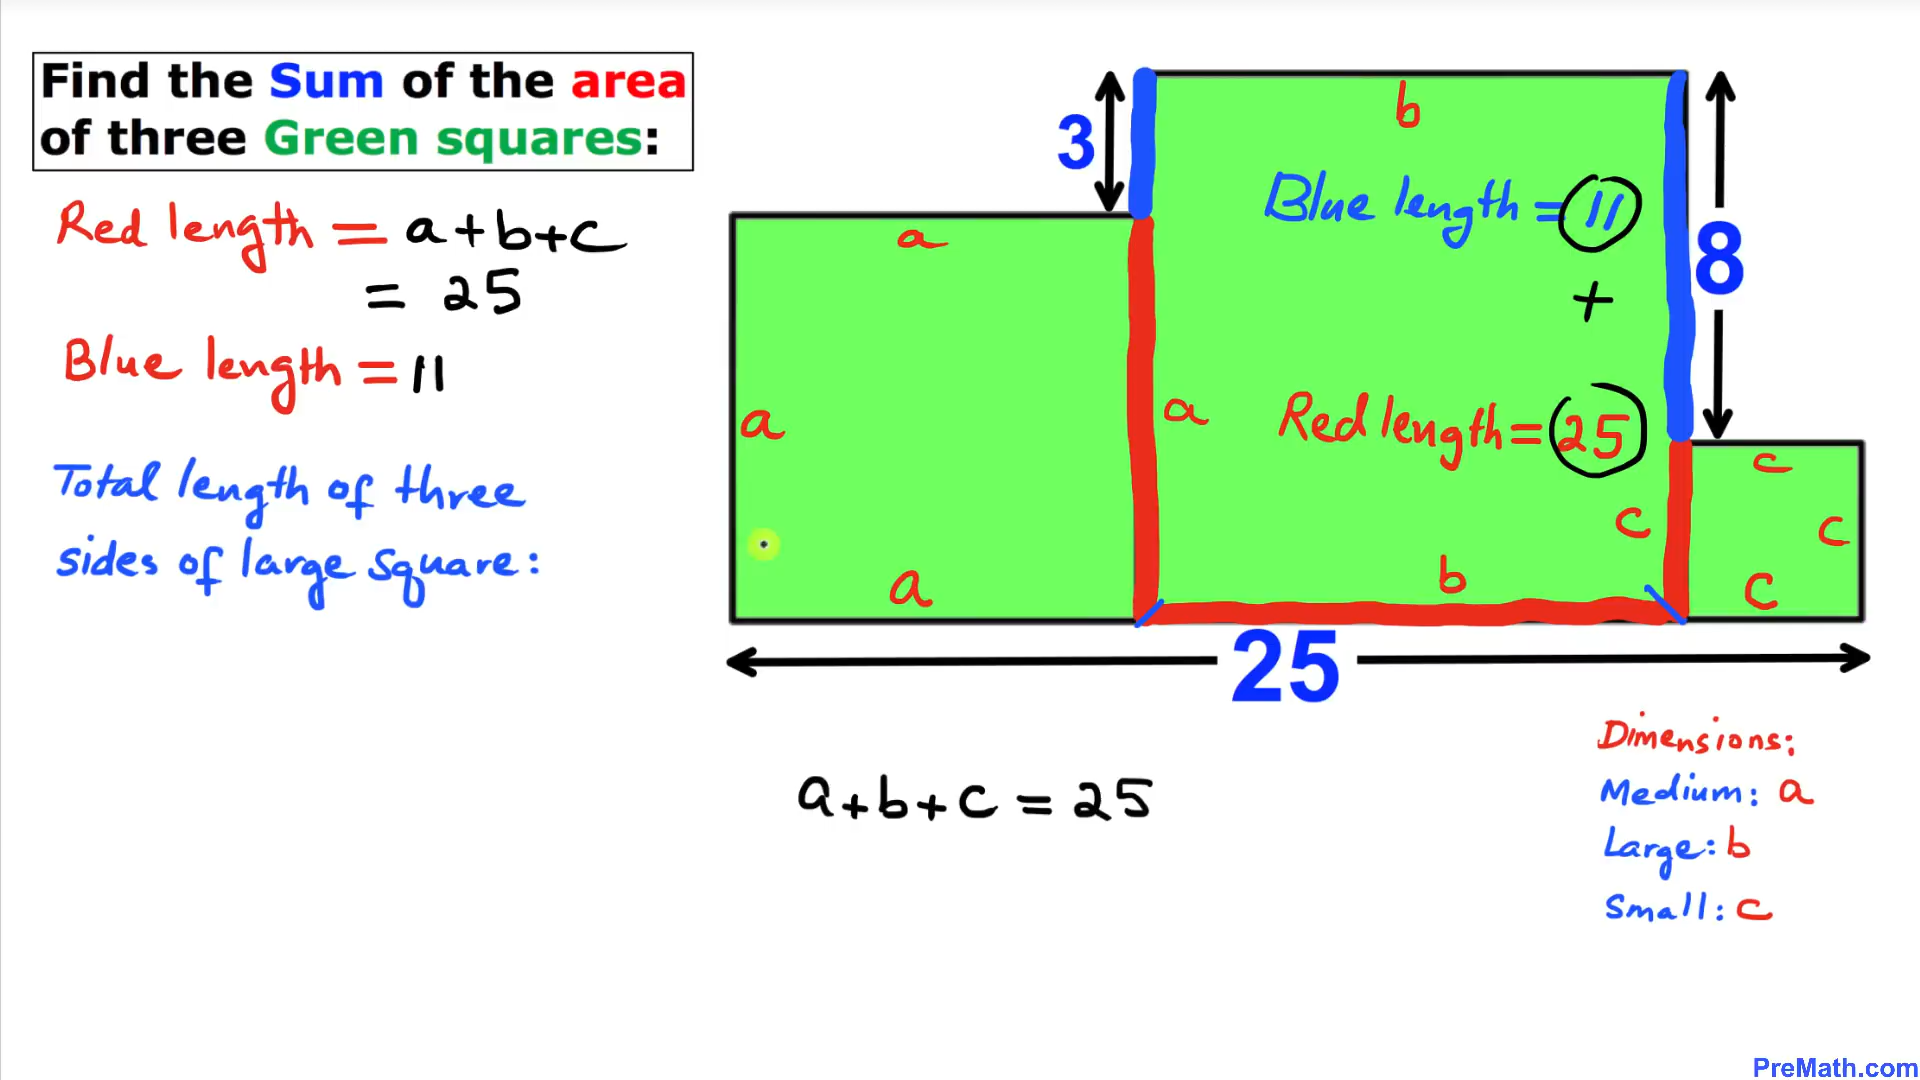 Find the Sum of the area
of three Green squares:
Red length = a+b+c
= 25
Blue length = 11
Total length of three
sides of large square:
3
b
Blue length = 11
8
+
a
a
a
Red length = 25
c
c
c
a
b
c
25
a+b+c = 25
Dimensions:
Medium: a
Large: b
Small: c
PreMath.com